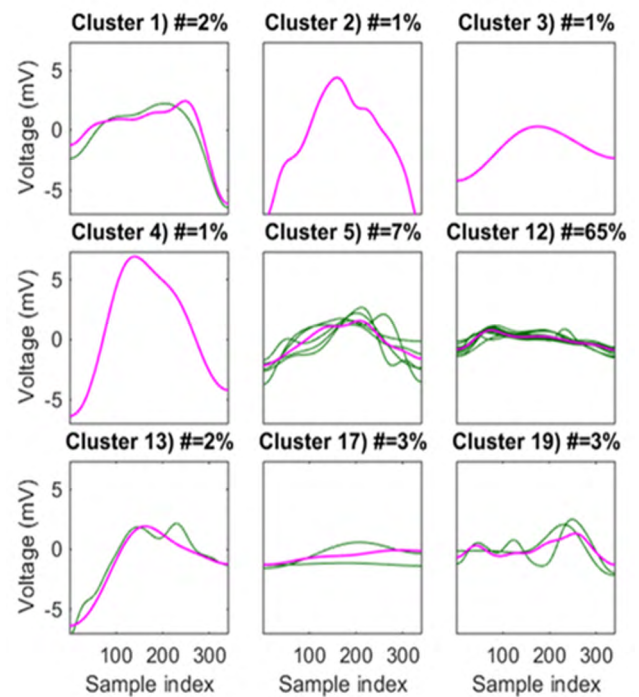 Cluster 1) #=2% Cluster 2) #=1% Cluster 3) #=1%
Voltage (mV)
5
0
-5
Cluster 4) #=1% Cluster 5) #=7% Cluster 12) #=65%
Voltage (mV)
5
0
-5
Cluster 13) #=2% Cluster 17) #=3% Cluster 19) #=3%
Voltage (mV)
5
0
-5
100 200 300 100 200 300 100 200 300
Sample index Sample index Sample index